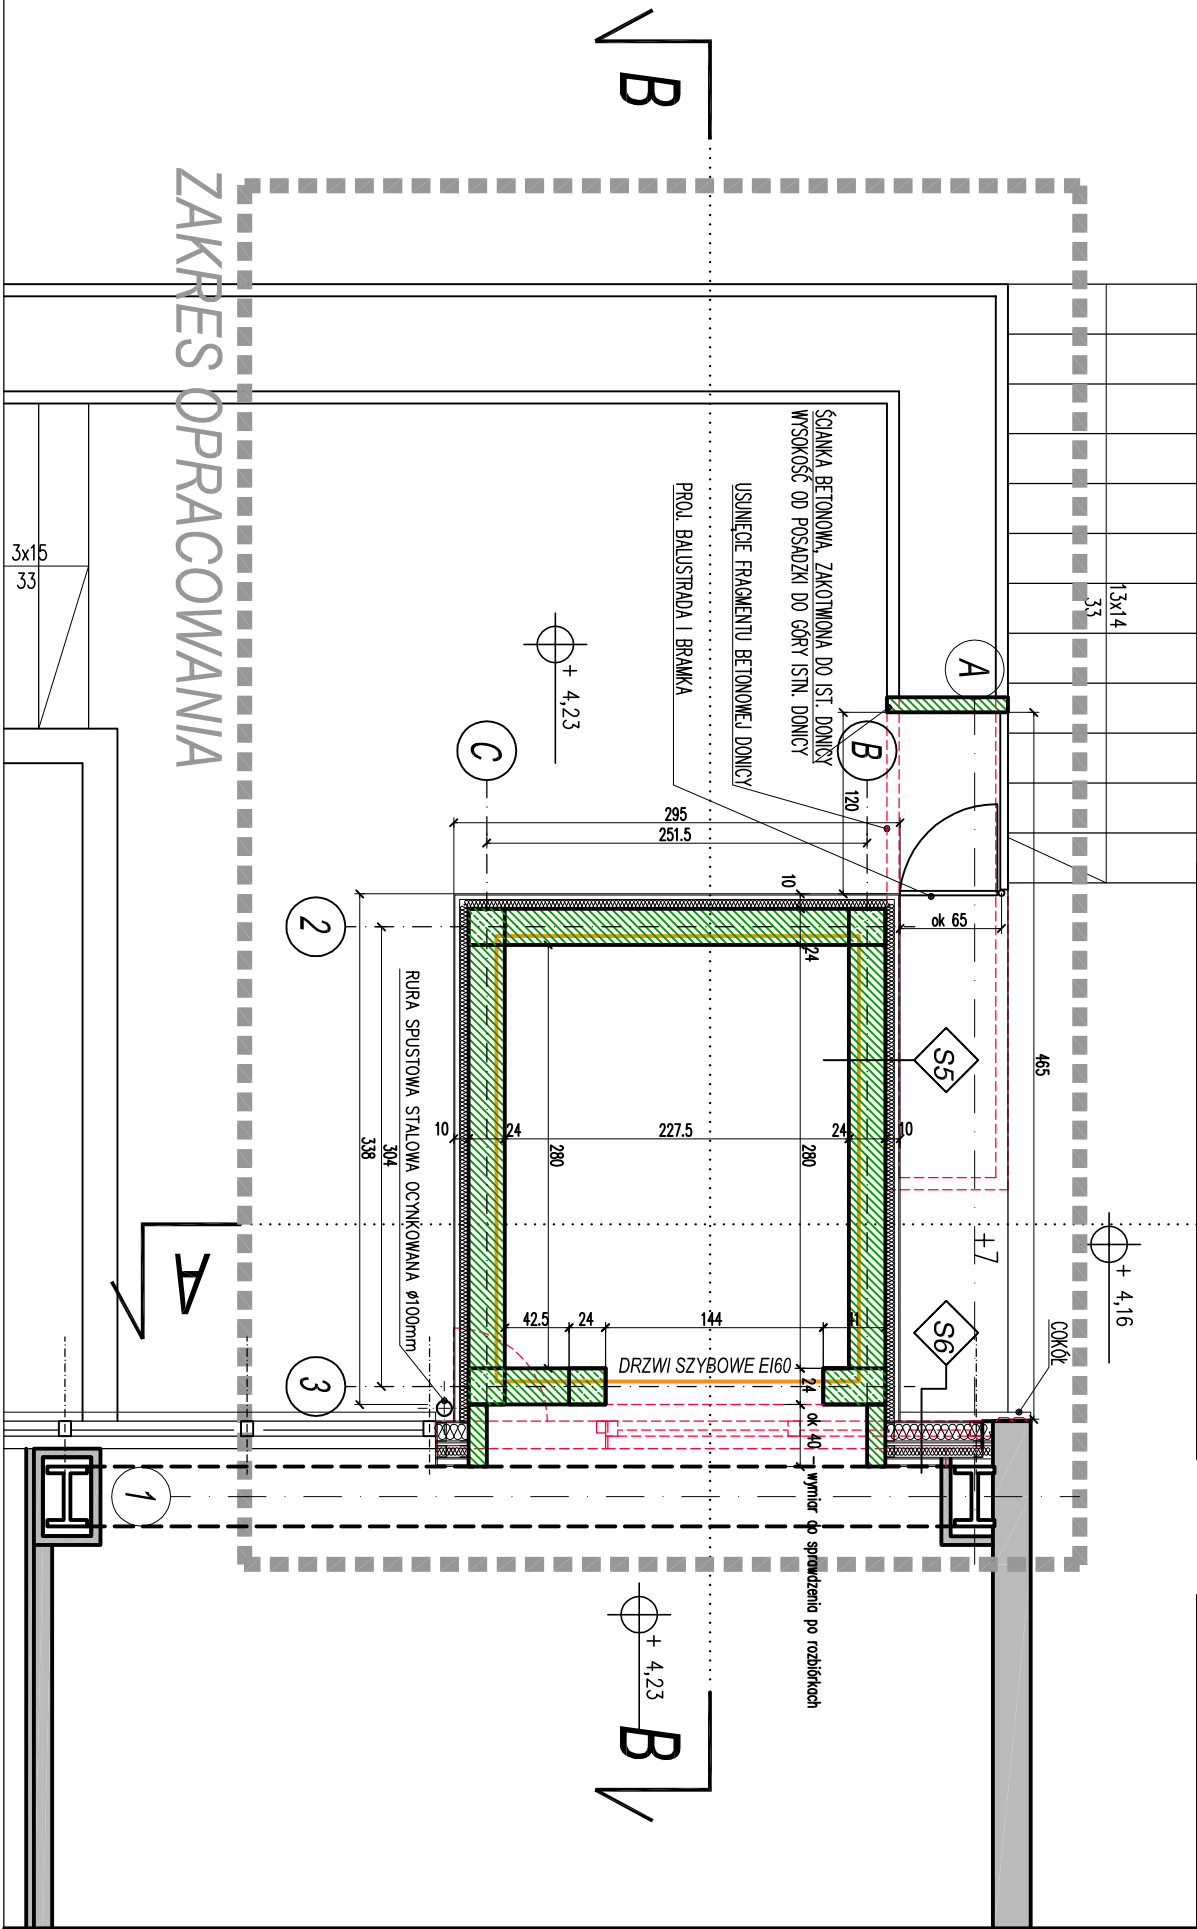 B
ZAKRES OPRACOWANIA
ŚCIANKA BETONOWA, ZAKOTWIONA DO IST. DONICY
WYSOKOŚĆ OD POSADZKI DO GÓRY ISTN. DONICY
USUNIĘCIE FRAGMENTU BETONOWEJ DONICY
PROJ. BALUSTRADA I BRAMKA
3x15
33
13x14
33
A
B
C
+ 4,23
120
295
251.5
10
ok 65
24
2
465
S5
RURA SPUSTOWA STALOWA OCYNKOWANA ø100mm
338
304
10
24
227.5
24
10
280
280
+7
+ 4,16
A
S6
COKÓŁ
42.5
24
144
DRZWI SZYBOWE EI60
24
3
ok 40 - wymiar do sprawdzenia po rozbiórkach
1
+ 4,23
B